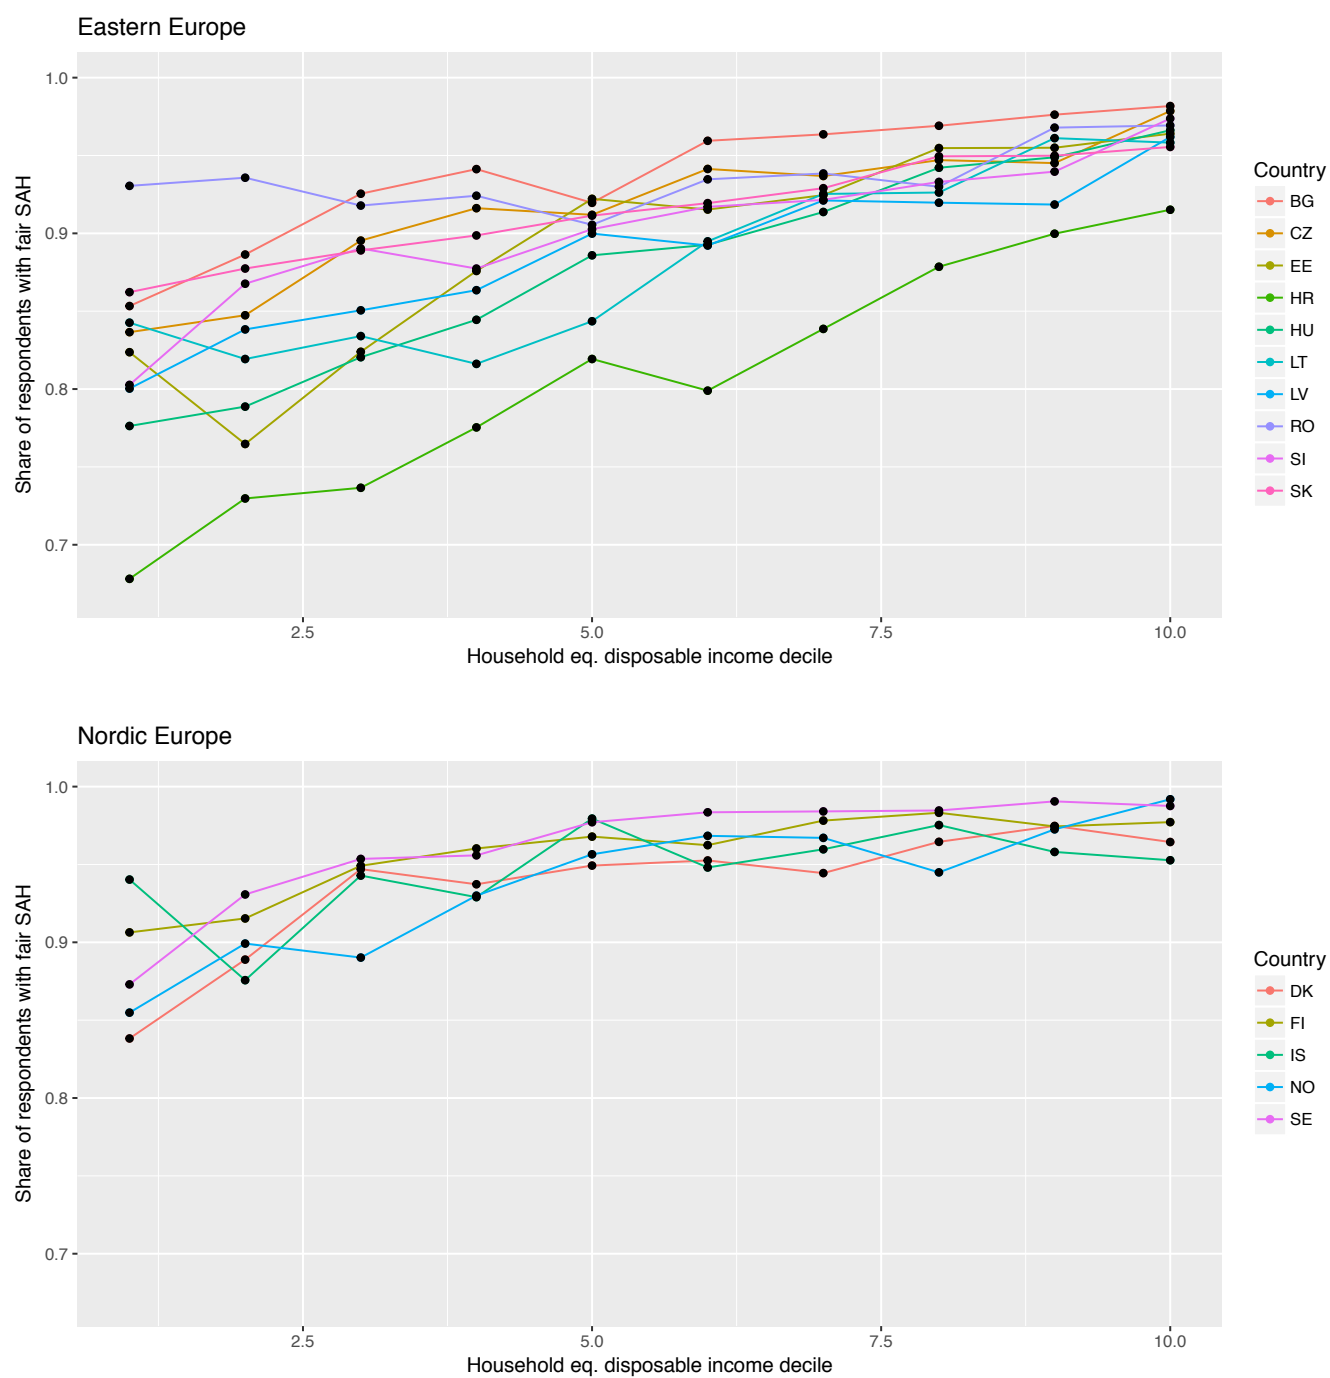 Eastern Europe
1.0
0.9
0.8
0.7
Share of respondents with fair SAH
2.5 5.0 7.5 10.0
Household eq. disposable income decile
Country
BG
CZ
EE
HR
HU
LT
LV
RO
SI
SK
Nordic Europe
1.0
0.9
0.8
0.7
Share of respondents with fair SAH
2.5 5.0 7.5 10.0
Household eq. disposable income decile
Country
DK
FI
IS
NO
SE